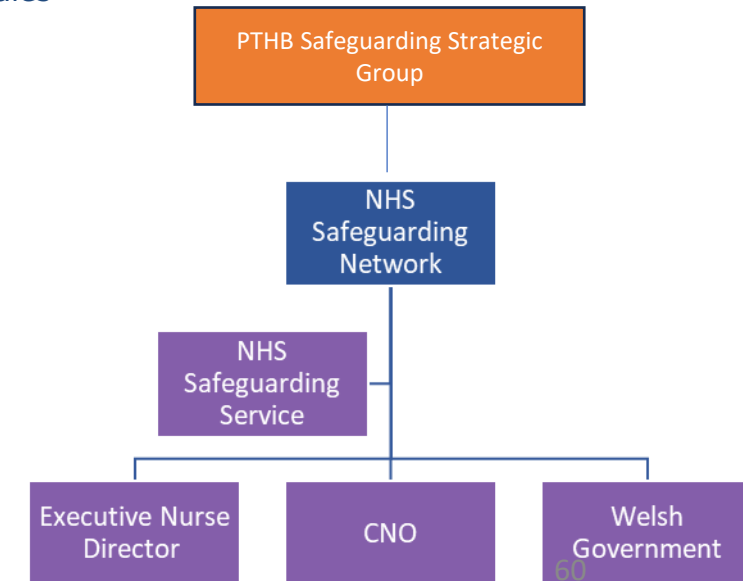 PTHB Safeguarding Strategic
Group
NHS
Safeguarding
Network
NHS
Safeguarding
Service
Executive Nurse
Director
CNO
Welsh
Government
60